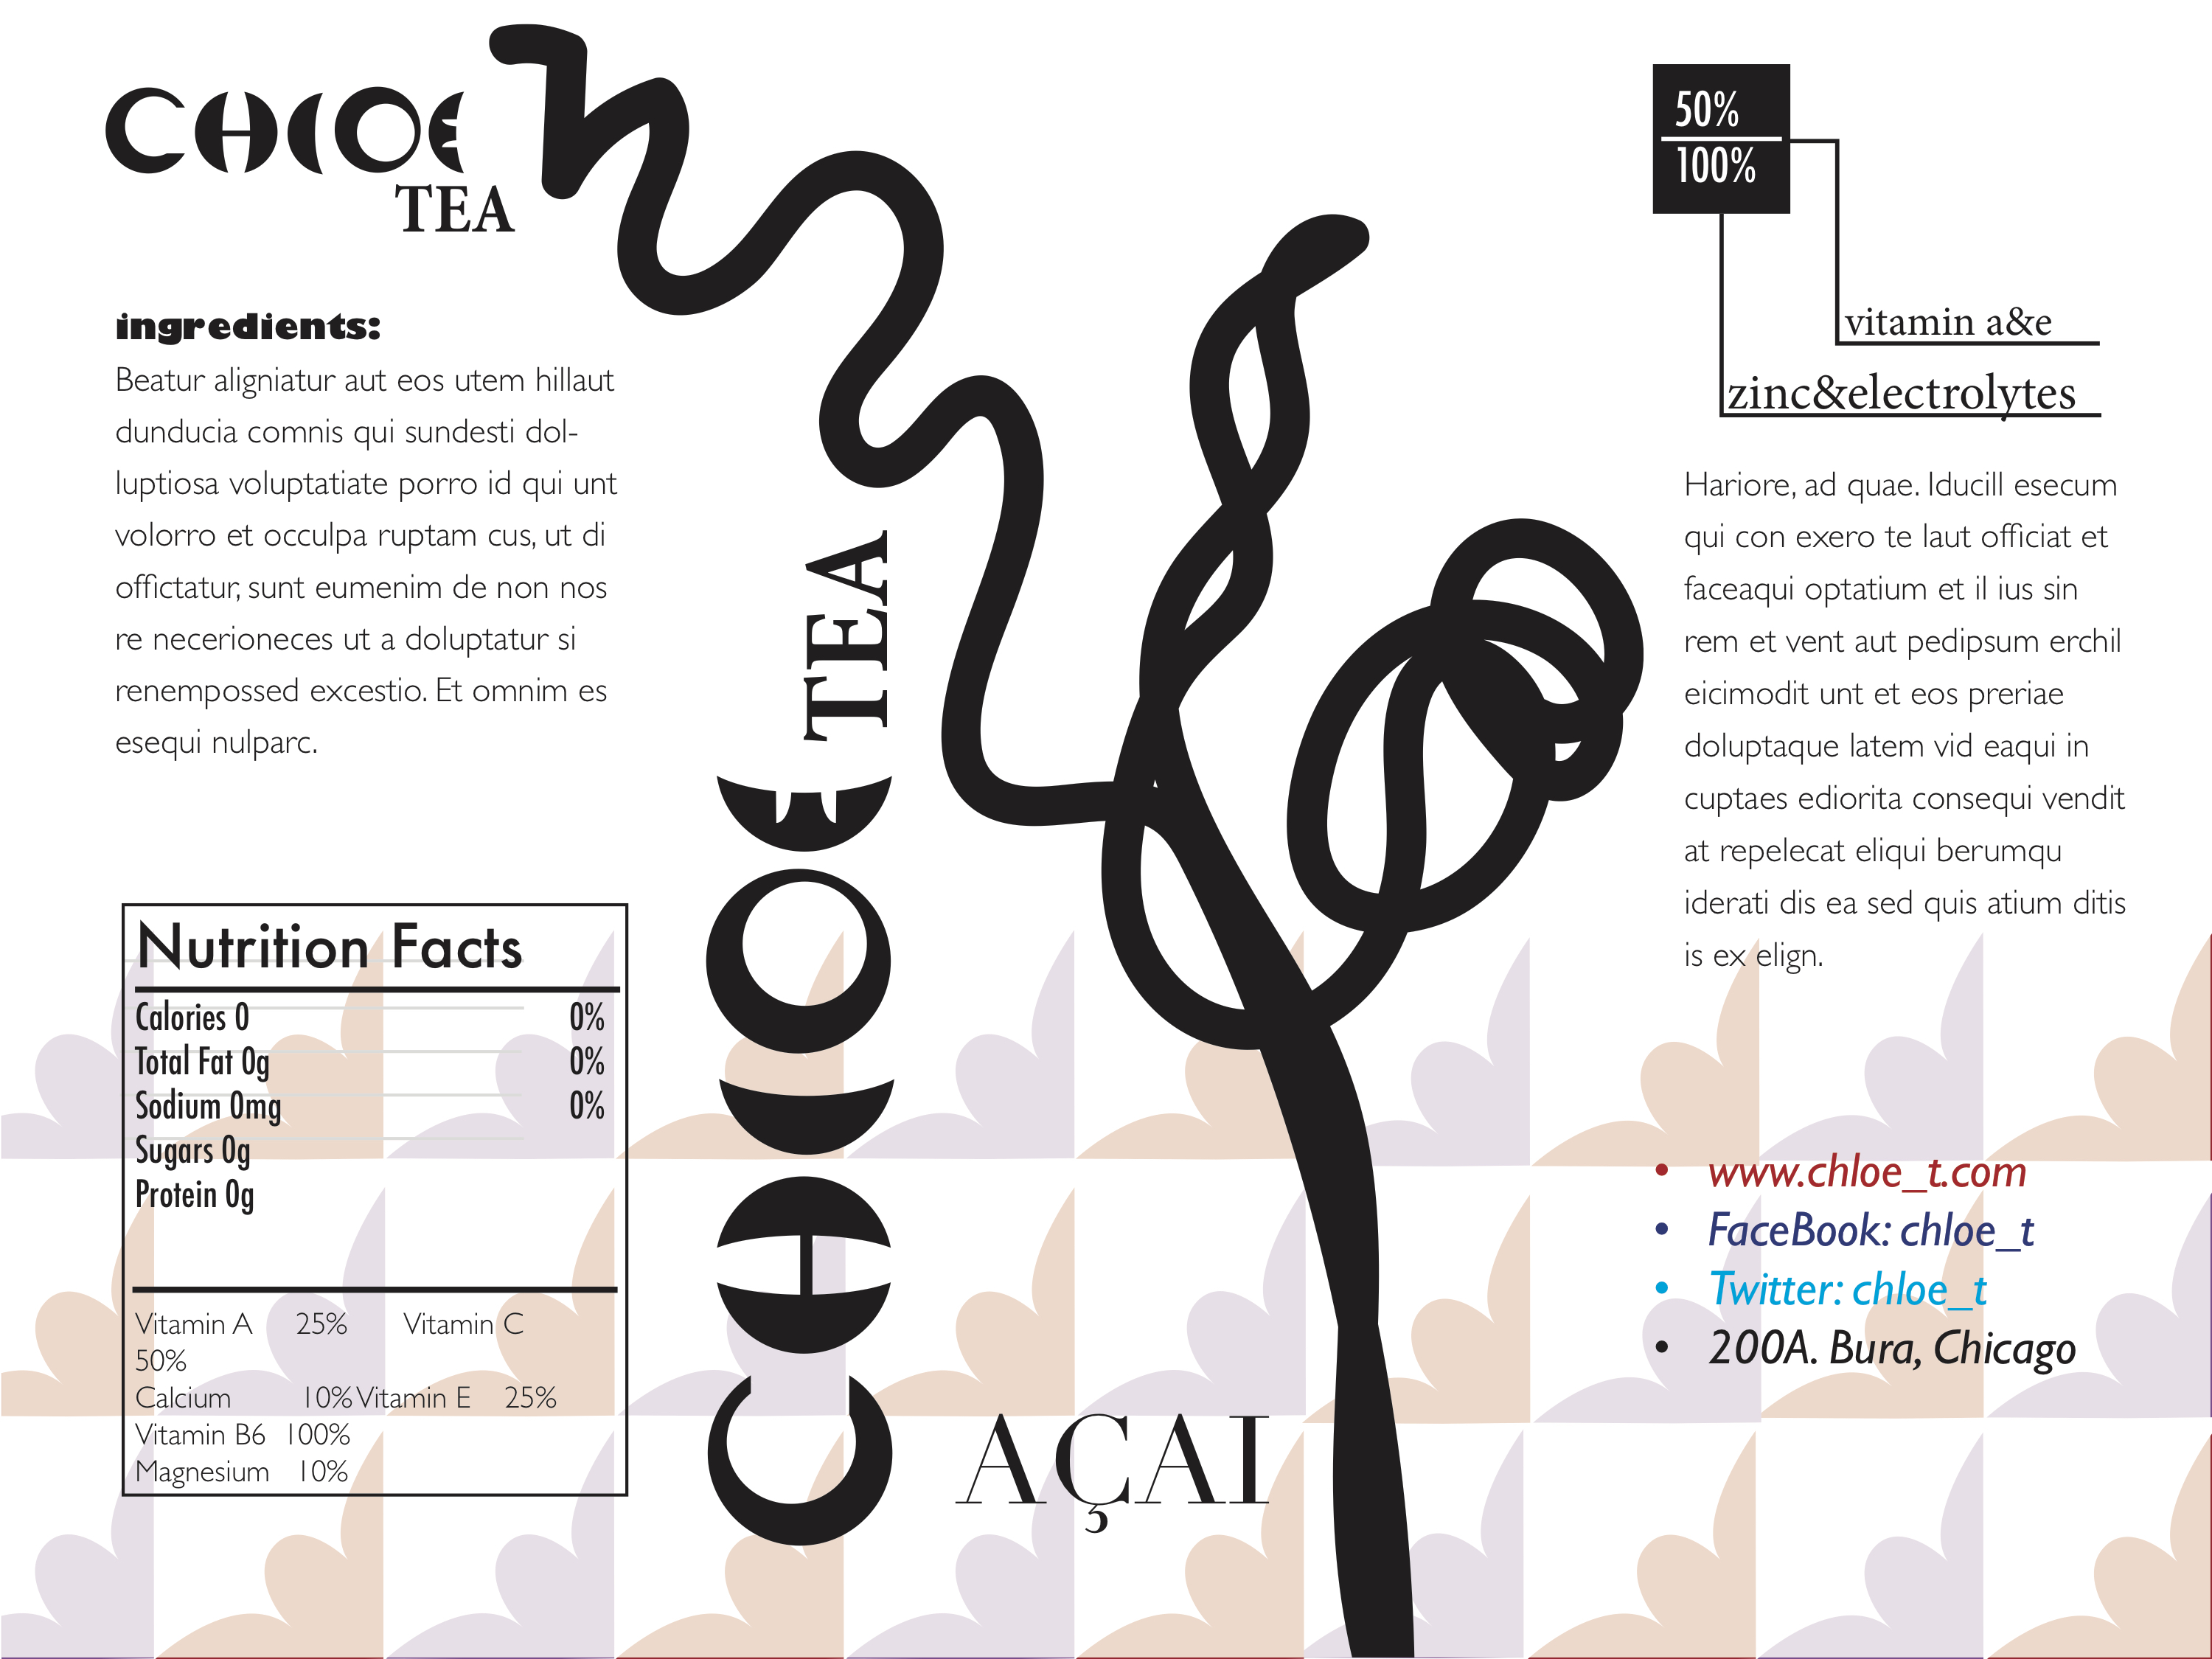 CHLOE
TEA
ingredients:
Beatur aligniatur aut eos utem hillaut
dunducia comnis qui sundesti dol-
luptiosa voluptatiate porro id qui unt
volorro et occulpa ruptam cus, ut di
offictatur, sunt eumenim de non nos
re necerioneces ut a doluptatur si
renempossed excestio. Et omnim es
esequi nulparc.
Nutrition Facts
Calories 0 0%
Total Fat 0g 0%
Sodium 0mg 0%
Sugars 0g
Protein 0g
Vitamin A 25% Vitamin C
50%
Calcium 10% Vitamin E 25%
Vitamin B6 100%
Magnesium 10%
CHLOE TEA
AÇAI
50%
100%
vitamin a&e
zinc&electrolytes
Hariore, ad quae. Iducill esecum
qui con exero te laut officiat et
faceaqui optatium et il ius sin
rem et vent aut pedipsum erchil
eicimodit unt et eos preriae
doluptaque latem vid eaqui in
cuptaes ediorita consequi vendit
at repelecat eliqui berumqu
iderati dis ea sed quis atium ditis
is ex elign.
• www.chloe_t.com
• FaceBook: chloe_t
• Twitter: chloe_t
• 200A. Bura, Chicago